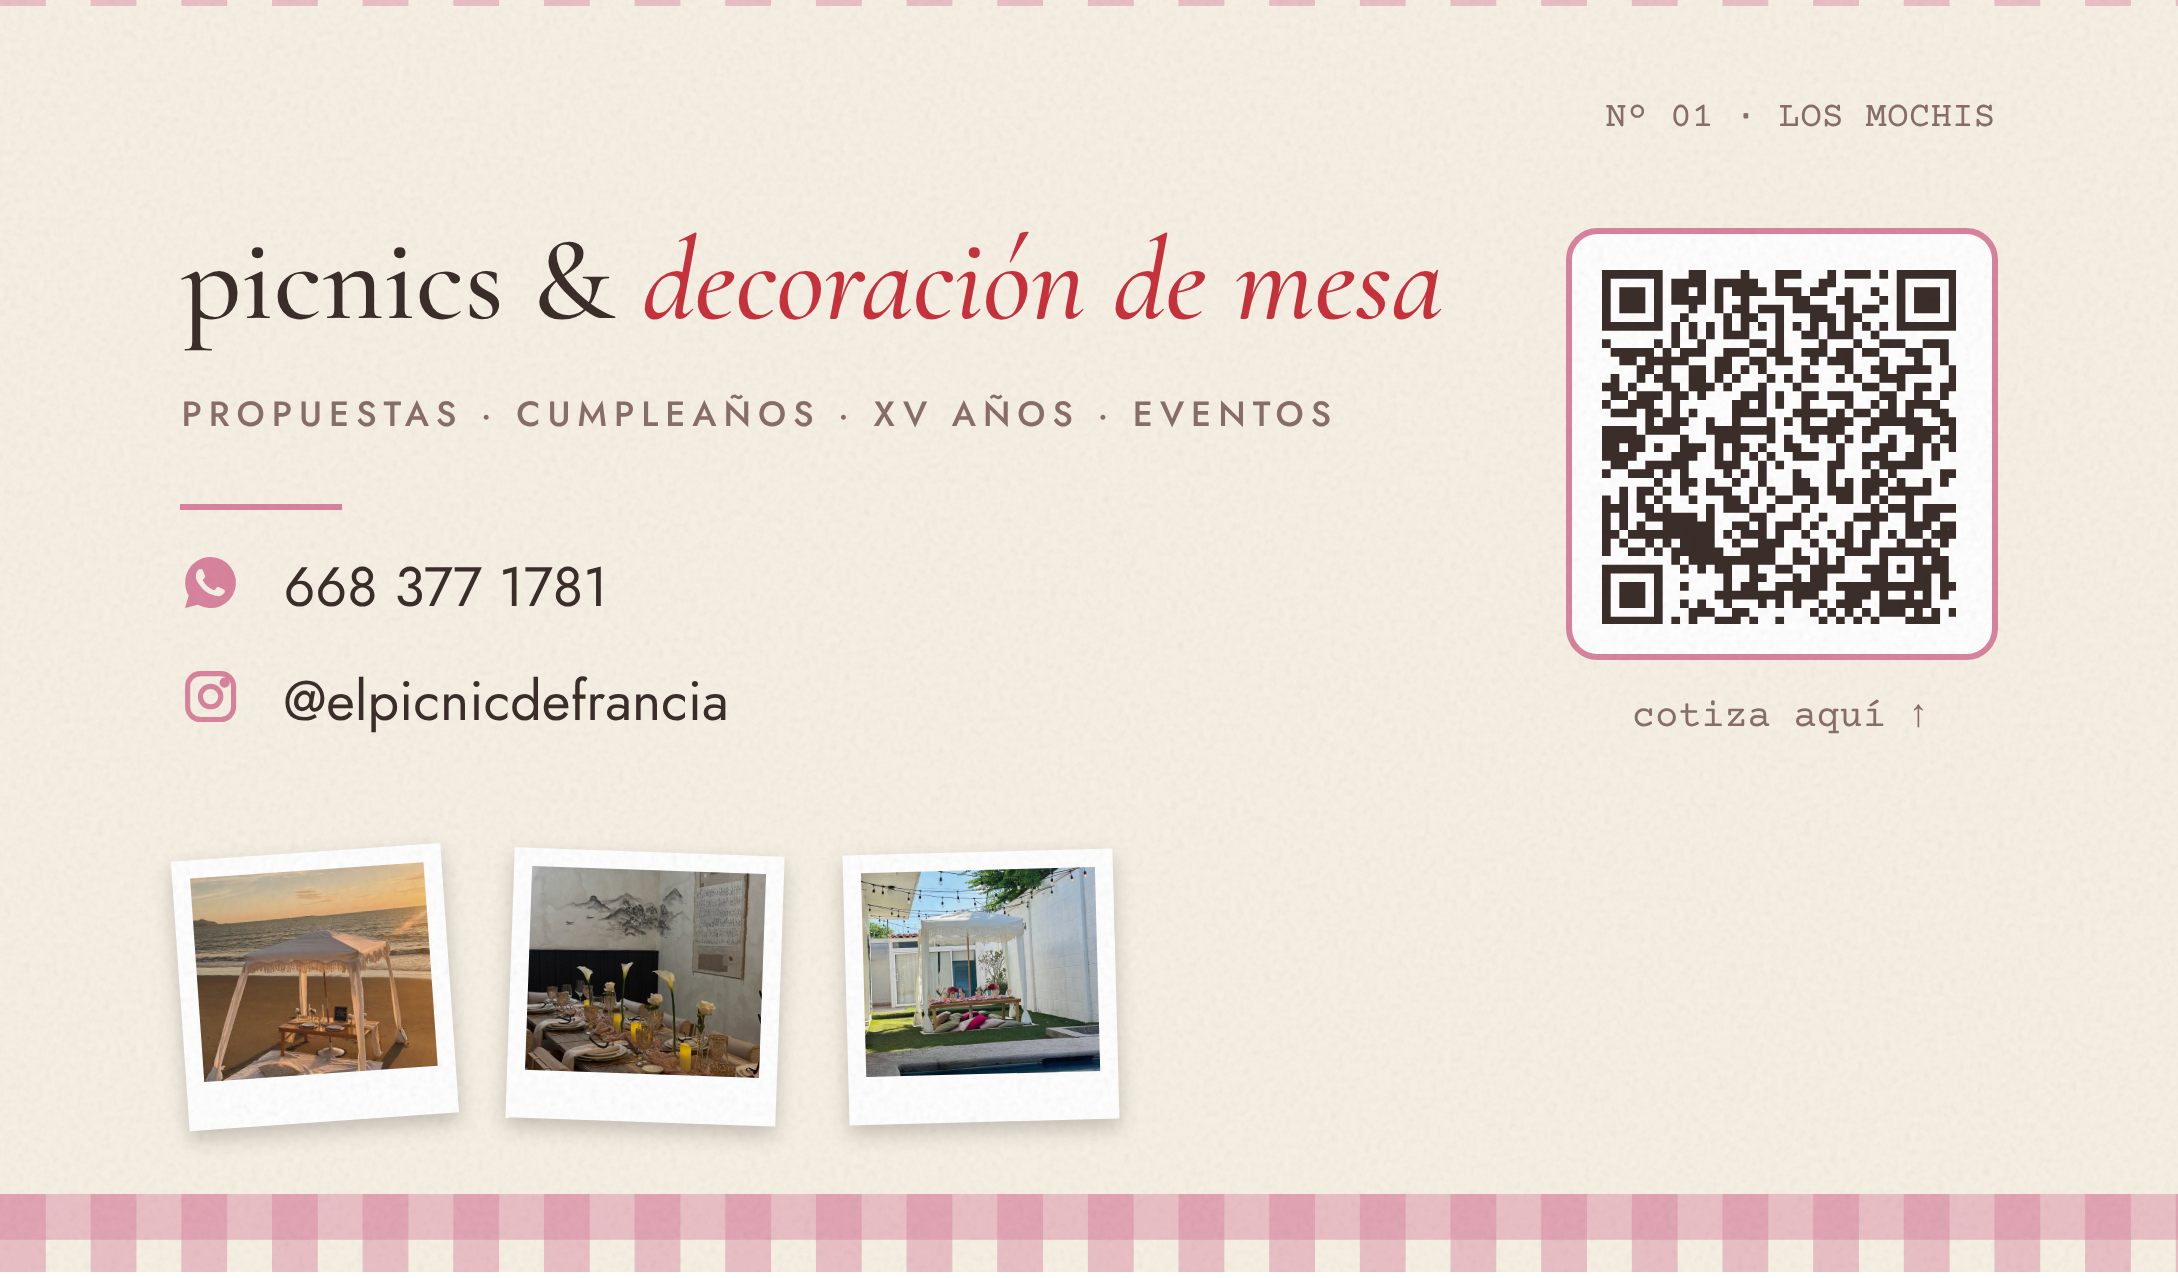 Nº 01 · LOS MOCHIS
picnics & decoración de mesa
PROPUESTAS · CUMPLEAÑOS · XV AÑOS · EVENTOS
668 377 1781
@elpicnicdefrancia
cotiza aquí ↑